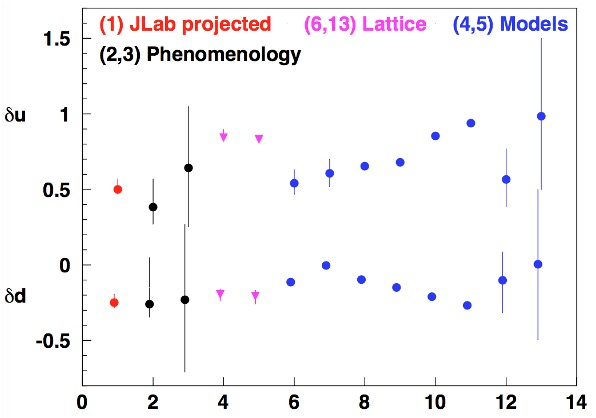 (1) JLab projected (6,13) Lattice (4,5) Models
(2,3) Phenomenology
1.5
δu 1
0.5
0
δd
-0.5
0 2 4 6 8 10 12 14